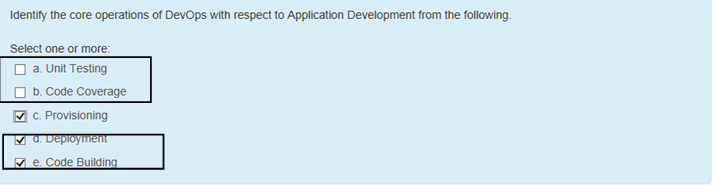 Identify the core operations of DevOps with respect to Application Development from the following.
Select one or more:
a. Unit Testing
b. Code Coverage
c. Provisioning
d. Deployment
e. Code Building